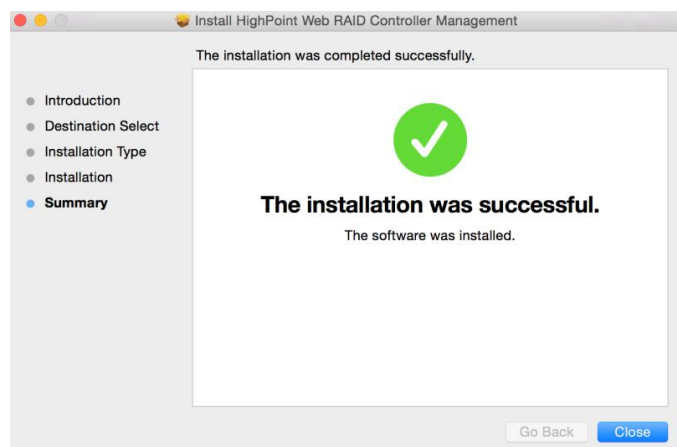 Install HighPoint Web RAID Controller Management
The installation was completed successfully.
Introduction
Destination Select
Installation Type
Installation
Summary
The installation was successful.
The software was installed.
Go Back
Close